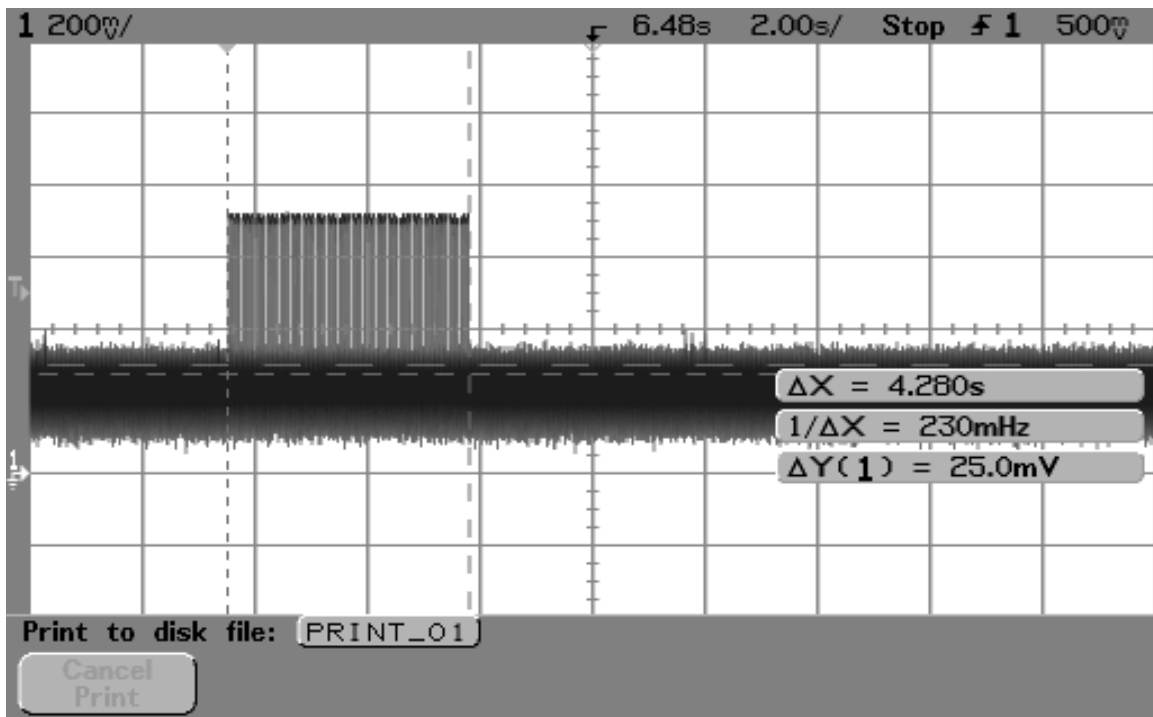 1 200mV/ 6.48s 2.00s/ Stop 1 500mV
T
ΔX = 4.280s
1/ΔX = 230mHz
1
ΔY(1) = 25.0mV
Print to disk file: PRINT_01
Cancel
Print